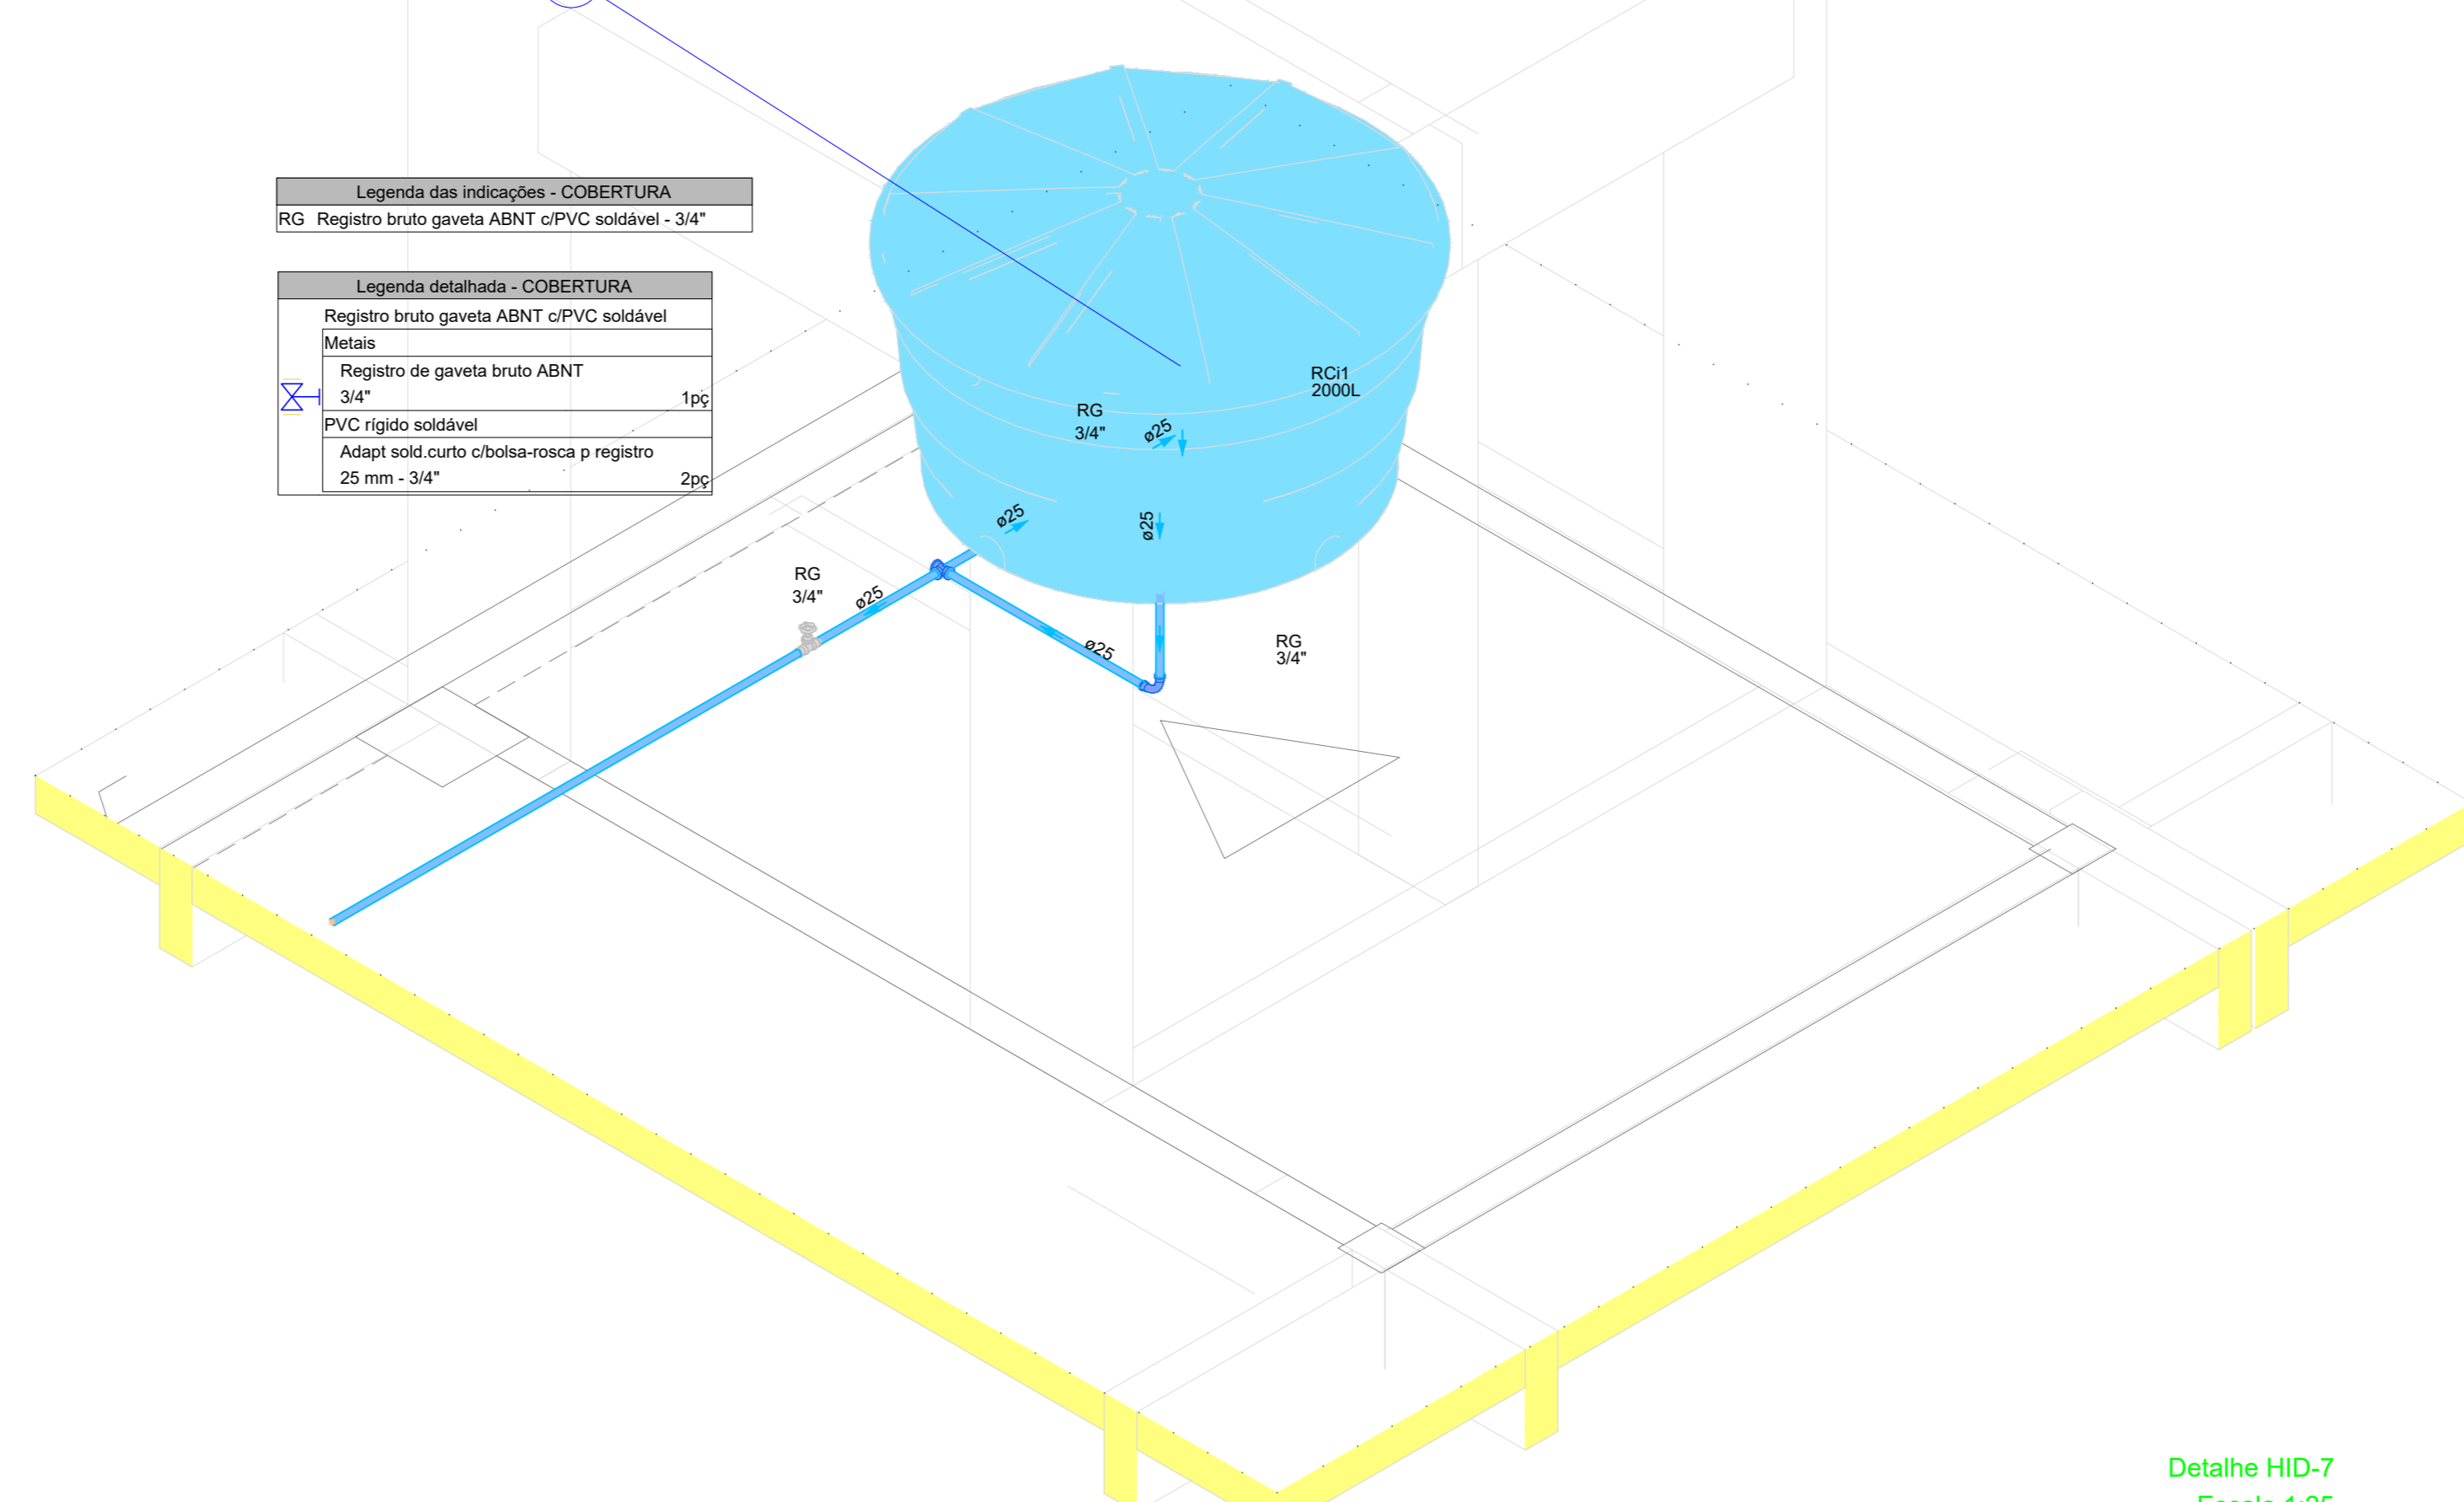 Legenda das indicações - COBERTURA
RG Registro bruto gaveta ABNT c/PVC soldável - 3/4"
Legenda detalhada - COBERTURA
Registro bruto gaveta ABNT c/PVC soldável
Metais
Registro de gaveta bruto ABNT
3/4" 1pç
PVC rígido soldável
Adapt sold.curto c/bolsa-rosca p registro
25 mm - 3/4" 2pç
RCi1
2000L
RG
3/4"
ø25
ø25
ø25
RG
3/4"
ø25
ø25
RG
3/4"
Detalhe HID-7